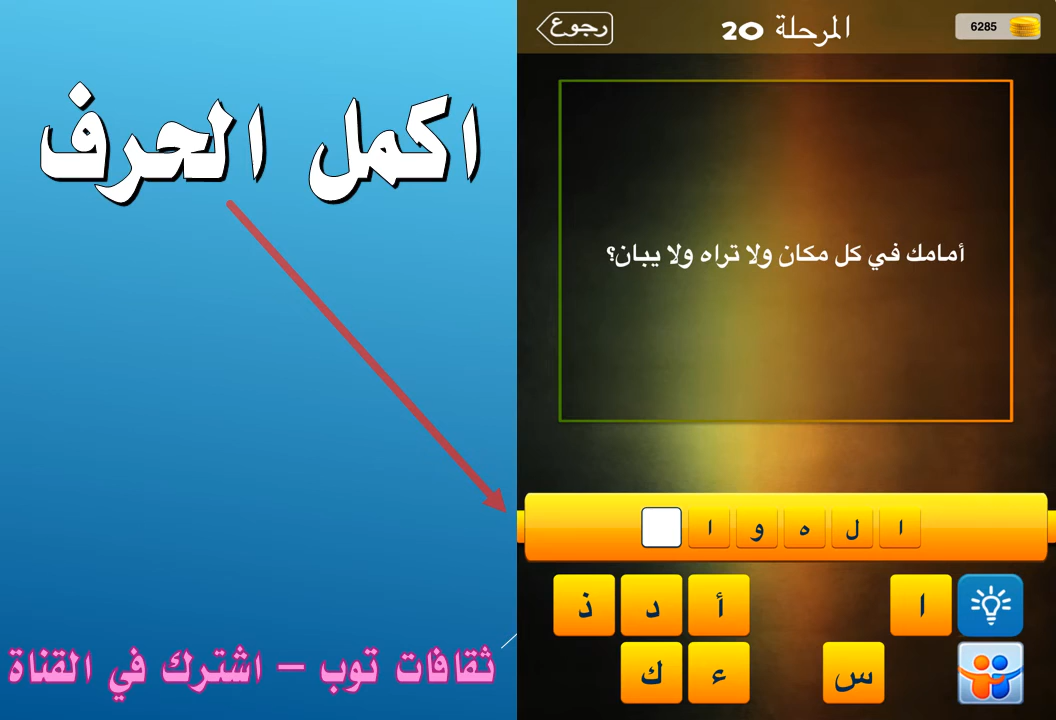 اكمل الحرف
ثقافات توب – اشترك في القناة
رجوع
المرحلة 20
6285
أمامك في كل مكان ولا تراه ولا يبان؟
ا ل ه و ا
ا أ د ذ
س ء ك